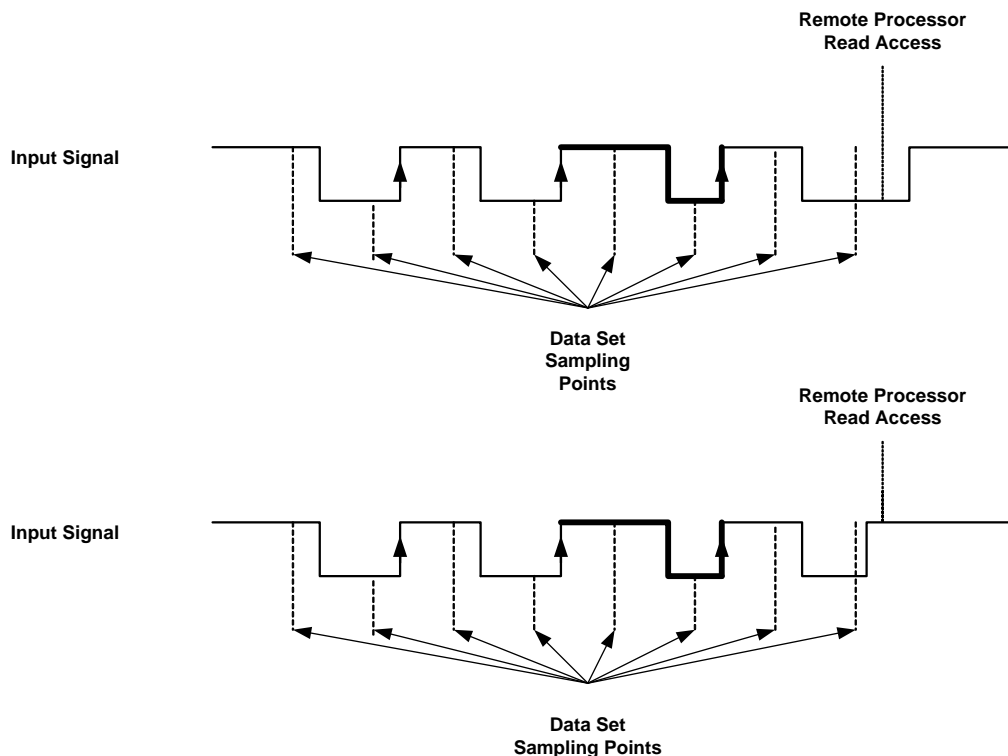 Remote Processor
Read Access
Input Signal
Data Set
Sampling
Points
Remote Processor
Read Access
Input Signal
Data Set
Sampling Points